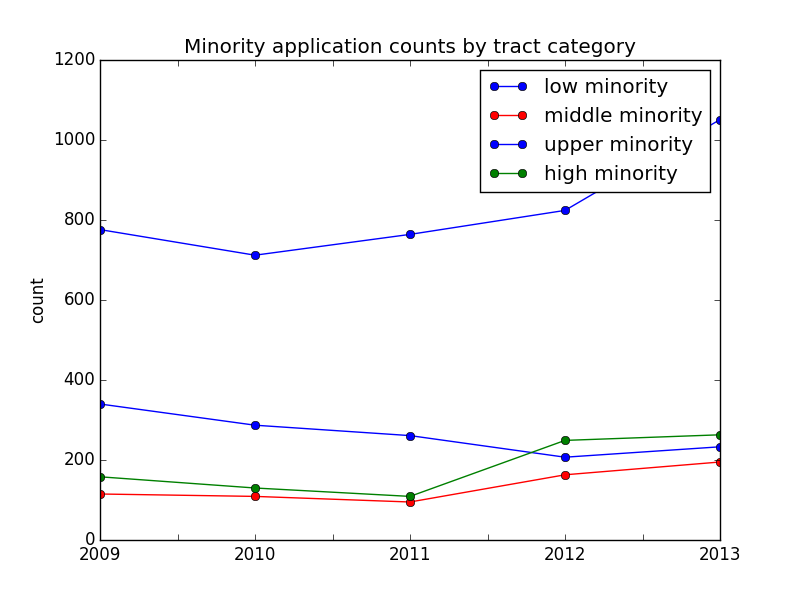 Minority application counts by tract category
1200
1000
800
600
400
200
0
count
low minority
middle minority
upper minority
high minority
2009 2010 2011 2012 2013